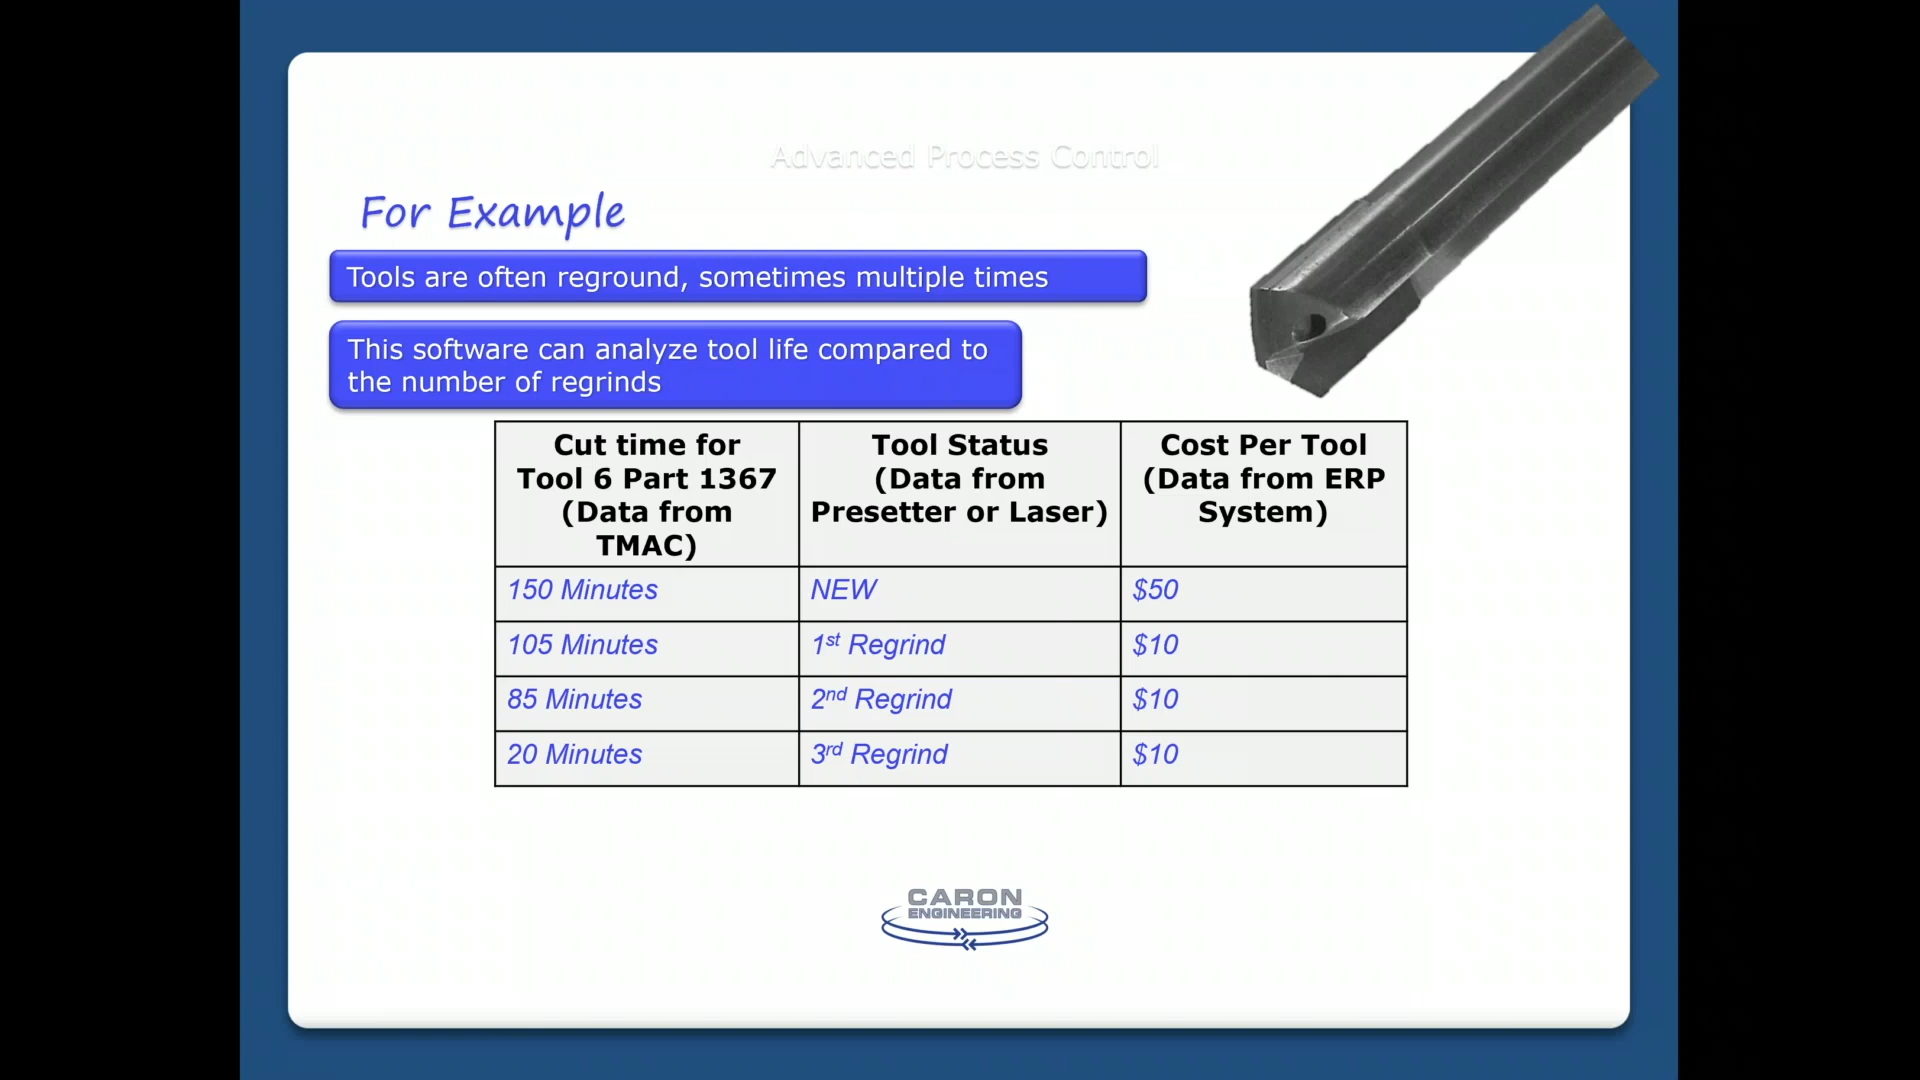 Advanced Process Control
For Example
Tools are often reground, sometimes multiple times
This software can analyze tool life compared to
the number of regrinds
Cut time for
Tool 6 Part 1367
(Data from
TMAC)
Tool Status
(Data from
Presetter or Laser)
Cost Per Tool
(Data from ERP
System)
150 Minutes
NEW
$50
105 Minutes
1st Regrind
$10
85 Minutes
2nd Regrind
$10
20 Minutes
3rd Regrind
$10
CARON
ENGINEERING